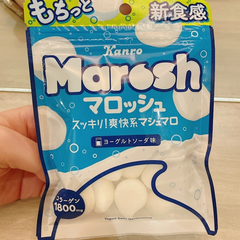 もちっと 新食感
Kanro
Marosh
マロッシュ
スッキリ!爽快系マシュマロ
ヨーグルトソーダ味
コラーゲン
1800mg